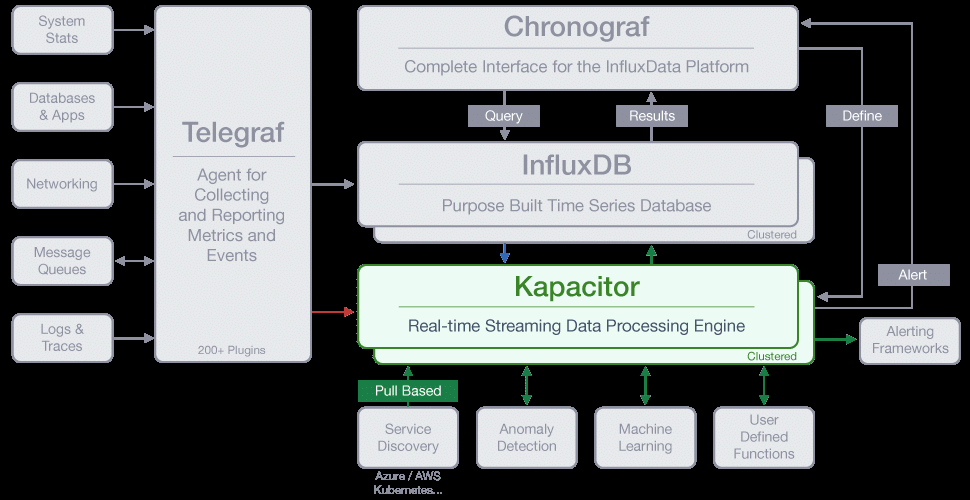 System
Stats
Databases
& Apps
Networking
Message
Queues
Logs &
Traces
Telegraf
Agent for
Collecting
and Reporting
Metrics and
Events
200+ Plugins
Chronograf
Complete Interface for the InfluxData Platform
Query
Results
Define
InfluxDB
Purpose Built Time Series Database
Clustered
Alert
Kapacitor
Real-time Streaming Data Processing Engine
Clustered
Alerting
Frameworks
Pull Based
Service
Discovery
Azure / AWS
Kubernetes...
Anomaly
Detection
Machine
Learning
User
Defined
Functions